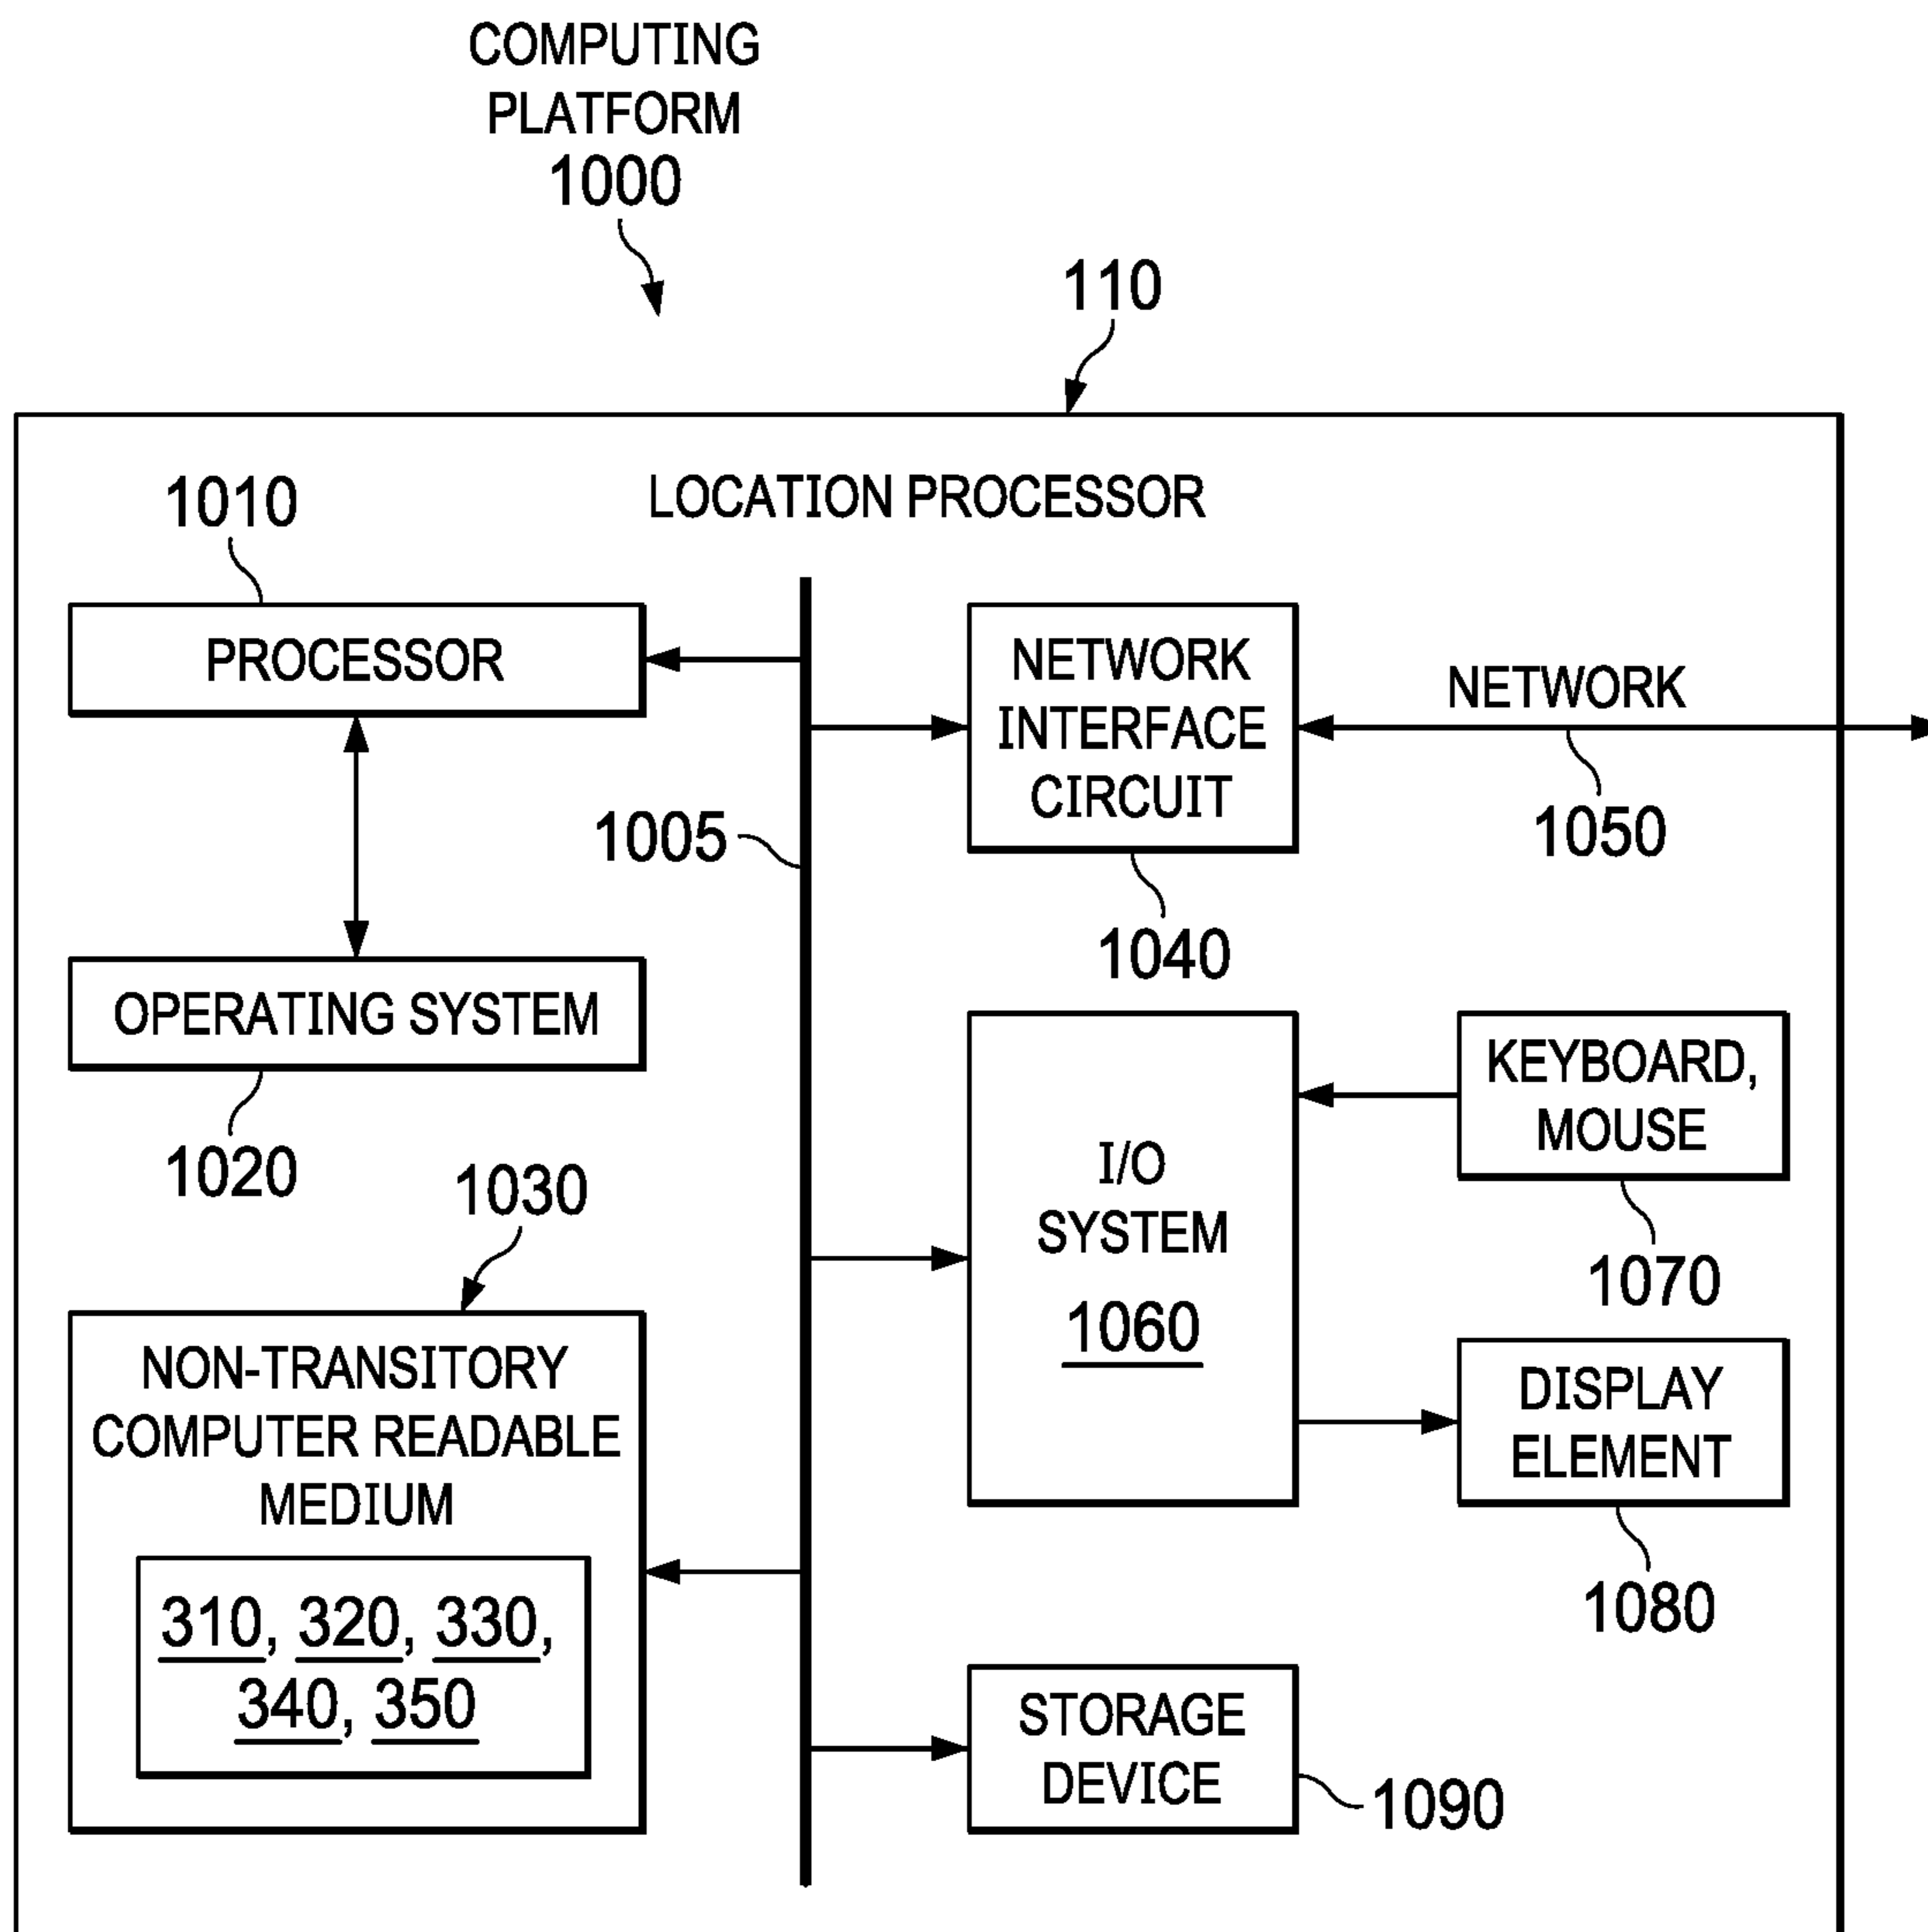 COMPUTING
PLATFORM
1000
110
LOCATION PROCESSOR
1010
PROCESSOR
NETWORK
INTERFACE
CIRCUIT
NETWORK
1050
1005
1040
OPERATING SYSTEM
1020
KEYBOARD,
MOUSE
1070
I/O
SYSTEM
1060
1030
NON-TRANSITORY
COMPUTER READABLE
MEDIUM
310, 320, 330,
340, 350
DISPLAY
ELEMENT
1080
STORAGE
DEVICE
1090